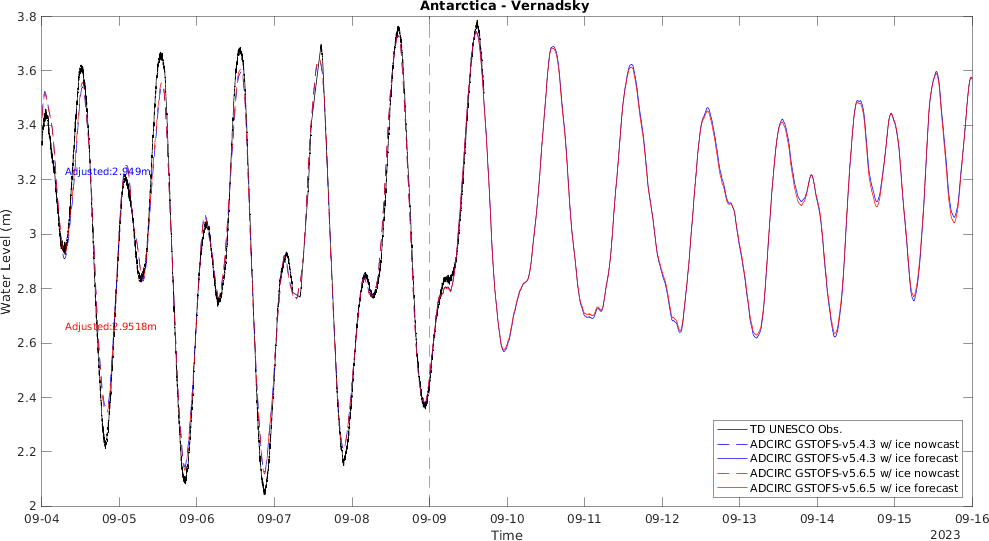 Antarctica - Vernadsky
Water Level (m)
3.8
3.6
3.4
3.2
3
2.8
2.6
2.4
2.2
2
Adjusted:2.949m
Adjusted:2.9518m
TD UNESCO Obs.
ADCIRC GSTOFS-v5.4.3 w/ ice nowcast
ADCIRC GSTOFS-v5.4.3 w/ ice forecast
ADCIRC GSTOFS-v5.6.5 w/ ice nowcast
ADCIRC GSTOFS-v5.6.5 w/ ice forecast
09-04 09-05 09-06 09-07 09-08 09-09 09-10 09-11 09-12 09-13 09-14 09-15 09-16
Time
2023